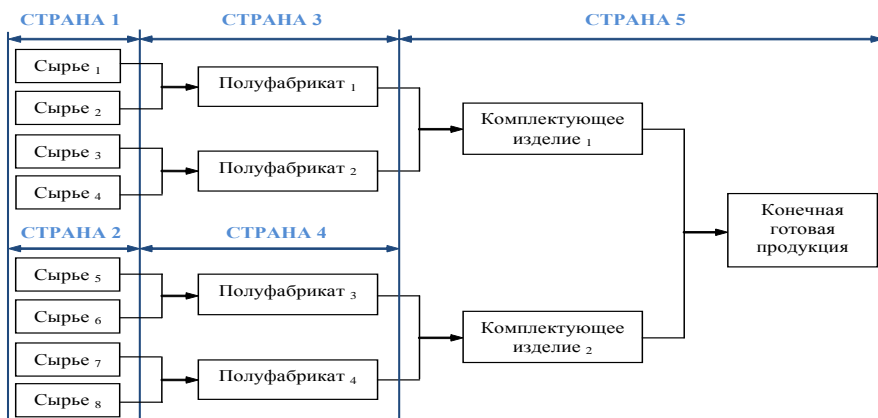 СТРАНА 1 СТРАНА 3 СТРАНА 5
Сырье 1
Сырье 2
Сырье 3
Сырье 4
Полуфабрикат 1
Полуфабрикат 2
Комплектующее
изделие 1
Конечная
готовая
продукция
СТРАНА 2 СТРАНА 4
Сырье 5
Сырье 6
Сырье 7
Сырье 8
Полуфабрикат 3
Полуфабрикат 4
Комплектующее
изделие 2